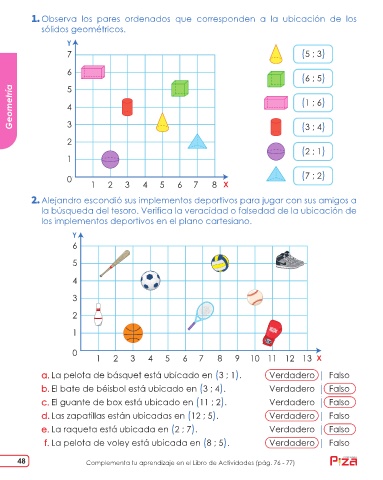 1. Observa los pares ordenados que corresponden a la ubicación de los
sólidos geométricos.
Geometría
Y
7
6
5
4
3
2
1
0
1 2 3 4 5 6 7 8 X
(5 ; 3)
(6 ; 5)
(1 ; 6)
(3 ; 4)
(2 ; 1)
(7 ; 2)
2. Alejandro escondió sus implementos deportivos para jugar con sus amigos a
la búsqueda del tesoro. Verifica la veracidad o falsedad de la ubicación de
los implementos deportivos en el plano cartesiano.
Y
6
5
4
3
2
1
0
1 2 3 4 5 6 7 8 9 10 11 12 13 X
a. La pelota de básquet está ubicado en (3 ; 1). Verdadero | Falso
b. El bate de béisbol está ubicado en (3 ; 4). Verdadero | Falso
c. El guante de box está ubicado en (11 ; 2). Verdadero | Falso
d. Las zapatillas están ubicadas en (12 ; 5). Verdadero | Falso
e. La raqueta está ubicada en (2 ; 7). Verdadero | Falso
f. La pelota de voley está ubicada en (8 ; 5). Verdadero | Falso
48
Complementa tu aprendizaje en el Libro de Actividades (pág. 76 - 77)